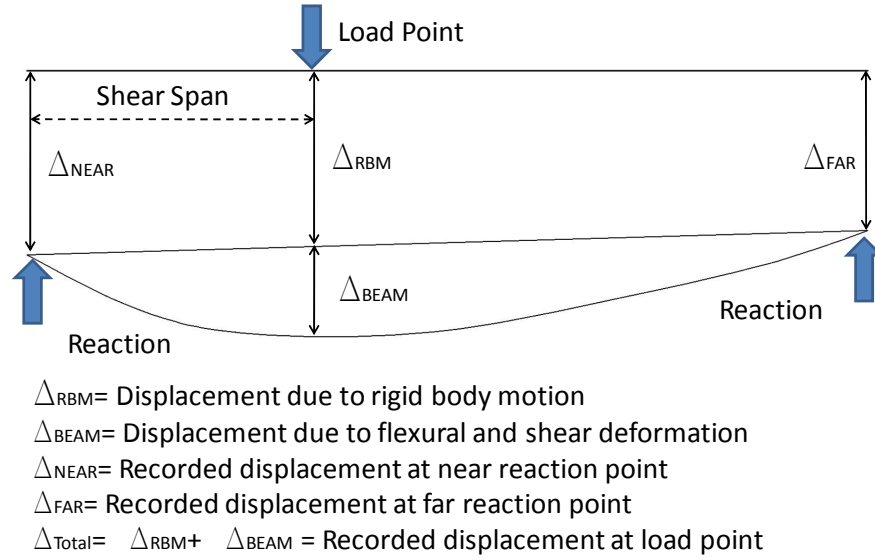 Load Point
Shear Span
△NEAR
△RBM
△FAR
△BEAM
Reaction
Reaction
△RBM= Displacement due to rigid body motion
△BEAM= Displacement due to flexural and shear deformation
△NEAR= Recorded displacement at near reaction point
△FAR= Recorded displacement at far reaction point
△Total= △RBM+ △BEAM = Recorded displacement at load point